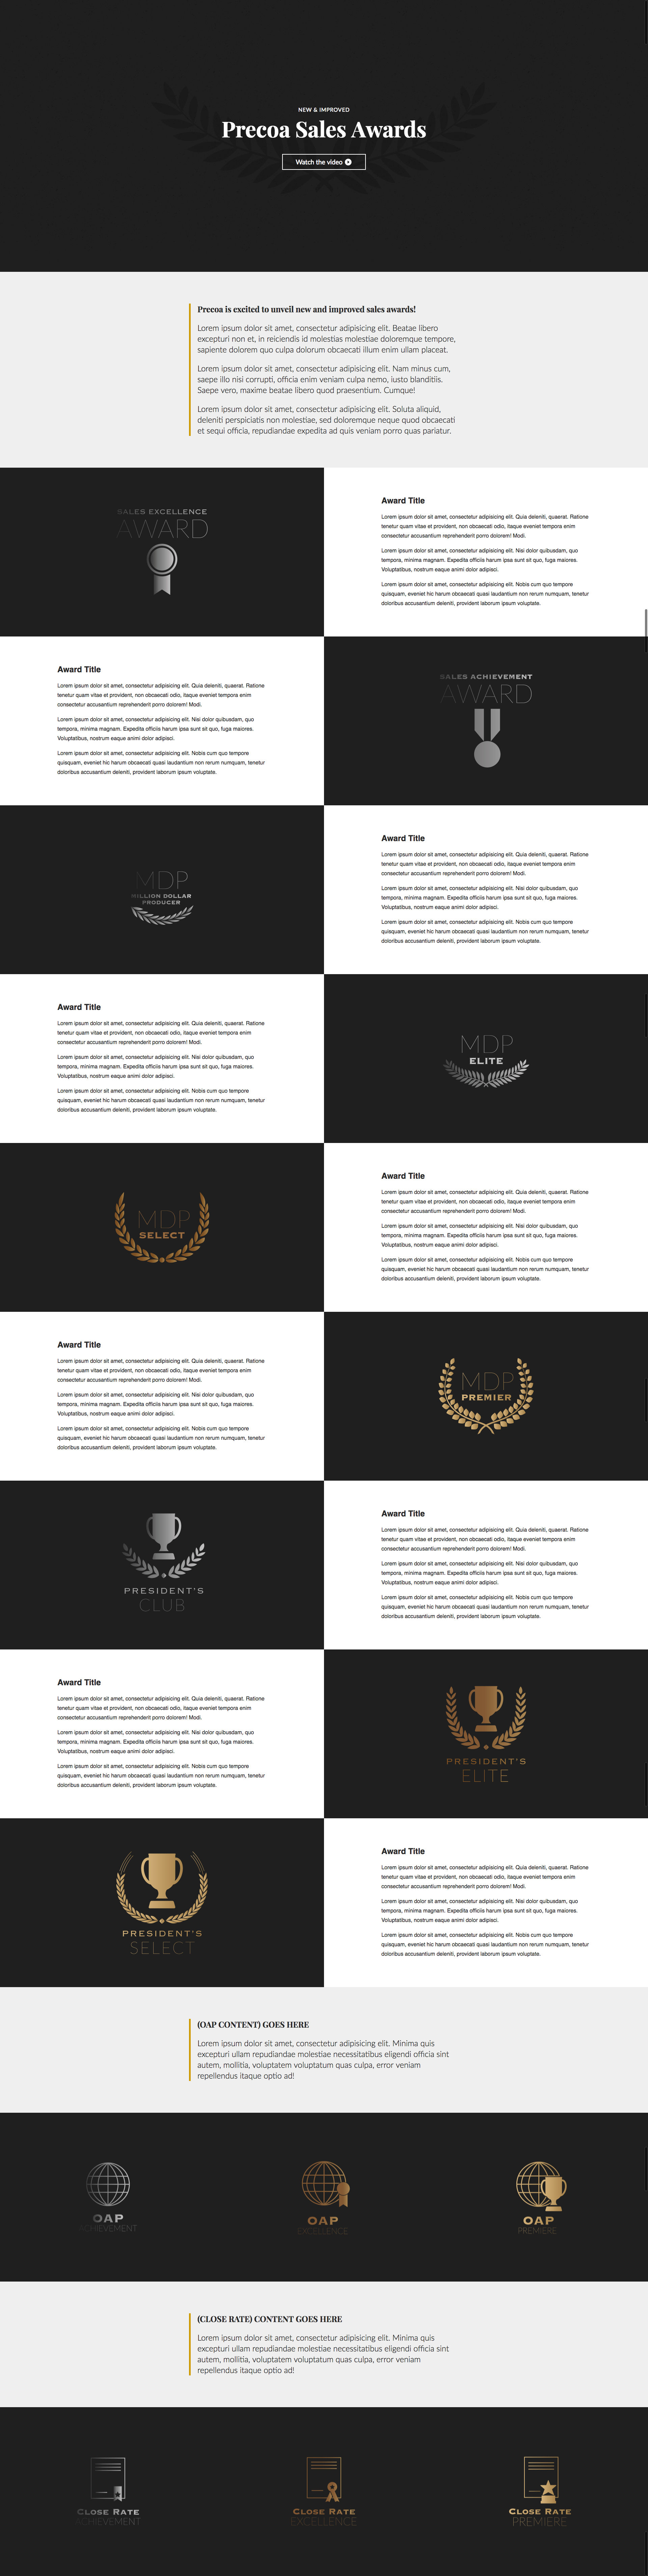 NEW & IMPROVED
Precoa Sales Awards
Watch the video
Precoa is excited to unveil new and improved sales awards!
Lorem ipsum dolor sit amet, consectetur adipisicing elit. Beatae libero
excepturi non et, in reiciendis id molestias molestiae doloremque tempore,
sapiente dolorem quo culpa dolorum obcaecati illum enim ullam placeat.
Lorem ipsum dolor sit amet, consectetur adipisicing elit. Nam minus cum,
saepe illo nisi corrupti, officia enim veniam culpa nemo, iusto blanditiis.
Saepe vero, maxime beatae libero quod praesentium. Cumque!
Lorem ipsum dolor sit amet, consectetur adipisicing elit. Soluta aliquid,
deleniti perspiciatis non molestiae, sed doloremque neque quod obcaecati
et sequi officia, repudiandae expedita ad quis veniam porro quas pariatur.
SALES EXCELLENCE
AWARD
Award Title
Lorem ipsum dolor sit amet, consectetur adipisicing elit. Quia deleniti, quaerat. Ratione
tenetur quam vitae et provident, non obcaecati odio, itaque eveniet tempora enim
consectetur accusantium reprehenderit porro dolorem! Modi.
Lorem ipsum dolor sit amet, consectetur adipisicing elit. Nisi dolor quibusdam, quo
tempora, minima magnam. Expedita officiis harum ipsa sunt sit quo, fuga maiores.
Voluptatibus, nostrum eaque animi dolor adipisci.
Lorem ipsum dolor sit amet, consectetur adipisicing elit. Nobis cum quo tempore
quisquam, eveniet hic harum obcaecati quasi laudantium non rerum numquam, tenetur
doloribus accusantium deleniti, provident laborum ipsum voluptate.
Award Title
Lorem ipsum dolor sit amet, consectetur adipisicing elit. Quia deleniti, quaerat. Ratione
tenetur quam vitae et provident, non obcaecati odio, itaque eveniet tempora enim
consectetur accusantium reprehenderit porro dolorem! Modi.
Lorem ipsum dolor sit amet, consectetur adipisicing elit. Nisi dolor quibusdam, quo
tempora, minima magnam. Expedita officiis harum ipsa sunt sit quo, fuga maiores.
Voluptatibus, nostrum eaque animi dolor adipisci.
Lorem ipsum dolor sit amet, consectetur adipisicing elit. Nobis cum quo tempore
quisquam, eveniet hic harum obcaecati quasi laudantium non rerum numquam, tenetur
doloribus accusantium deleniti, provident laborum ipsum voluptate.
SALES ACHIEVEMENT
AWARD
MDP
MILLION DOLLAR
PRODUCER
Award Title
Lorem ipsum dolor sit amet, consectetur adipisicing elit. Quia deleniti, quaerat. Ratione
tenetur quam vitae et provident, non obcaecati odio, itaque eveniet tempora enim
consectetur accusantium reprehenderit porro dolorem! Modi.
Lorem ipsum dolor sit amet, consectetur adipisicing elit. Nisi dolor quibusdam, quo
tempora, minima magnam. Expedita officiis harum ipsa sunt sit quo, fuga maiores.
Voluptatibus, nostrum eaque animi dolor adipisci.
Lorem ipsum dolor sit amet, consectetur adipisicing elit. Nobis cum quo tempore
quisquam, eveniet hic harum obcaecati quasi laudantium non rerum numquam, tenetur
doloribus accusantium deleniti, provident laborum ipsum voluptate.
Award Title
Lorem ipsum dolor sit amet, consectetur adipisicing elit. Quia deleniti, quaerat. Ratione
tenetur quam vitae et provident, non obcaecati odio, itaque eveniet tempora enim
consectetur accusantium reprehenderit porro dolorem! Modi.
Lorem ipsum dolor sit amet, consectetur adipisicing elit. Nisi dolor quibusdam, quo
tempora, minima magnam. Expedita officiis harum ipsa sunt sit quo, fuga maiores.
Voluptatibus, nostrum eaque animi dolor adipisci.
Lorem ipsum dolor sit amet, consectetur adipisicing elit. Nobis cum quo tempore
quisquam, eveniet hic harum obcaecati quasi laudantium non rerum numquam, tenetur
doloribus accusantium deleniti, provident laborum ipsum voluptate.
MDP
ELITE
MDP
SELECT
Award Title
Lorem ipsum dolor sit amet, consectetur adipisicing elit. Quia deleniti, quaerat. Ratione
tenetur quam vitae et provident, non obcaecati odio, itaque eveniet tempora enim
consectetur accusantium reprehenderit porro dolorem! Modi.
Lorem ipsum dolor sit amet, consectetur adipisicing elit. Nisi dolor quibusdam, quo
tempora, minima magnam. Expedita officiis harum ipsa sunt sit quo, fuga maiores.
Voluptatibus, nostrum eaque animi dolor adipisci.
Lorem ipsum dolor sit amet, consectetur adipisicing elit. Nobis cum quo tempore
quisquam, eveniet hic harum obcaecati quasi laudantium non rerum numquam, tenetur
doloribus accusantium deleniti, provident laborum ipsum voluptate.
Award Title
Lorem ipsum dolor sit amet, consectetur adipisicing elit. Quia deleniti, quaerat. Ratione
tenetur quam vitae et provident, non obcaecati odio, itaque eveniet tempora enim
consectetur accusantium reprehenderit porro dolorem! Modi.
Lorem ipsum dolor sit amet, consectetur adipisicing elit. Nisi dolor quibusdam, quo
tempora, minima magnam. Expedita officiis harum ipsa sunt sit quo, fuga maiores.
Voluptatibus, nostrum eaque animi dolor adipisci.
Lorem ipsum dolor sit amet, consectetur adipisicing elit. Nobis cum quo tempore
quisquam, eveniet hic harum obcaecati quasi laudantium non rerum numquam, tenetur
doloribus accusantium deleniti, provident laborum ipsum voluptate.
MDP
PREMIER
PRESIDENT'S
CLUB
Award Title
Lorem ipsum dolor sit amet, consectetur adipisicing elit. Quia deleniti, quaerat. Ratione
tenetur quam vitae et provident, non obcaecati odio, itaque eveniet tempora enim
consectetur accusantium reprehenderit porro dolorem! Modi.
Lorem ipsum dolor sit amet, consectetur adipisicing elit. Nisi dolor quibusdam, quo
tempora, minima magnam. Expedita officiis harum ipsa sunt sit quo, fuga maiores.
Voluptatibus, nostrum eaque animi dolor adipisci.
Lorem ipsum dolor sit amet, consectetur adipisicing elit. Nobis cum quo tempore
quisquam, eveniet hic harum obcaecati quasi laudantium non rerum numquam, tenetur
doloribus accusantium deleniti, provident laborum ipsum voluptate.
Award Title
Lorem ipsum dolor sit amet, consectetur adipisicing elit. Quia deleniti, quaerat. Ratione
tenetur quam vitae et provident, non obcaecati odio, itaque eveniet tempora enim
consectetur accusantium reprehenderit porro dolorem! Modi.
Lorem ipsum dolor sit amet, consectetur adipisicing elit. Nisi dolor quibusdam, quo
tempora, minima magnam. Expedita officiis harum ipsa sunt sit quo, fuga maiores.
Voluptatibus, nostrum eaque animi dolor adipisci.
Lorem ipsum dolor sit amet, consectetur adipisicing elit. Nobis cum quo tempore
quisquam, eveniet hic harum obcaecati quasi laudantium non rerum numquam, tenetur
doloribus accusantium deleniti, provident laborum ipsum voluptate.
PRESIDENT'S
ELITE
PRESIDENT'S
SELECT
Award Title
Lorem ipsum dolor sit amet, consectetur adipisicing elit. Quia deleniti, quaerat. Ratione
tenetur quam vitae et provident, non obcaecati odio, itaque eveniet tempora enim
consectetur accusantium reprehenderit porro dolorem! Modi.
Lorem ipsum dolor sit amet, consectetur adipisicing elit. Nisi dolor quibusdam, quo
tempora, minima magnam. Expedita officiis harum ipsa sunt sit quo, fuga maiores.
Voluptatibus, nostrum eaque animi dolor adipisci.
Lorem ipsum dolor sit amet, consectetur adipisicing elit. Nobis cum quo tempore
quisquam, eveniet hic harum obcaecati quasi laudantium non rerum numquam, tenetur
doloribus accusantium deleniti, provident laborum ipsum voluptate.
(OAP CONTENT) GOES HERE
Lorem ipsum dolor sit amet, consectetur adipisicing elit. Minima quis
excepturi ullam repudiandae molestiae necessitatibus eligendi officia sint
autem, mollitia, voluptatem voluptatum quas culpa, error veniam
repellendus itaque optio ad!
OAP
ACHIEVEMENT
OAP
EXCELLENCE
OAP
PREMIERE
(CLOSE RATE) CONTENT GOES HERE
Lorem ipsum dolor sit amet, consectetur adipisicing elit. Minima quis
excepturi ullam repudiandae molestiae necessitatibus eligendi officia sint
autem, mollitia, voluptatem voluptatum quas culpa, error veniam
repellendus itaque optio ad!
CLOSE RATE
ACHIEVEMENT
CLOSE RATE
EXCELLENCE
CLOSE RATE
PREMIERE